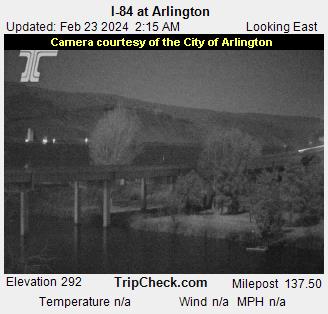 I-84 at Arlington
Updated: Feb 23 2024 2:15 AM Looking East
Camera courtesy of the City of Arlington
Elevation 292 TripCheck.com Milepost 137.50
Temperature n/a Wind n/a MPH n/a